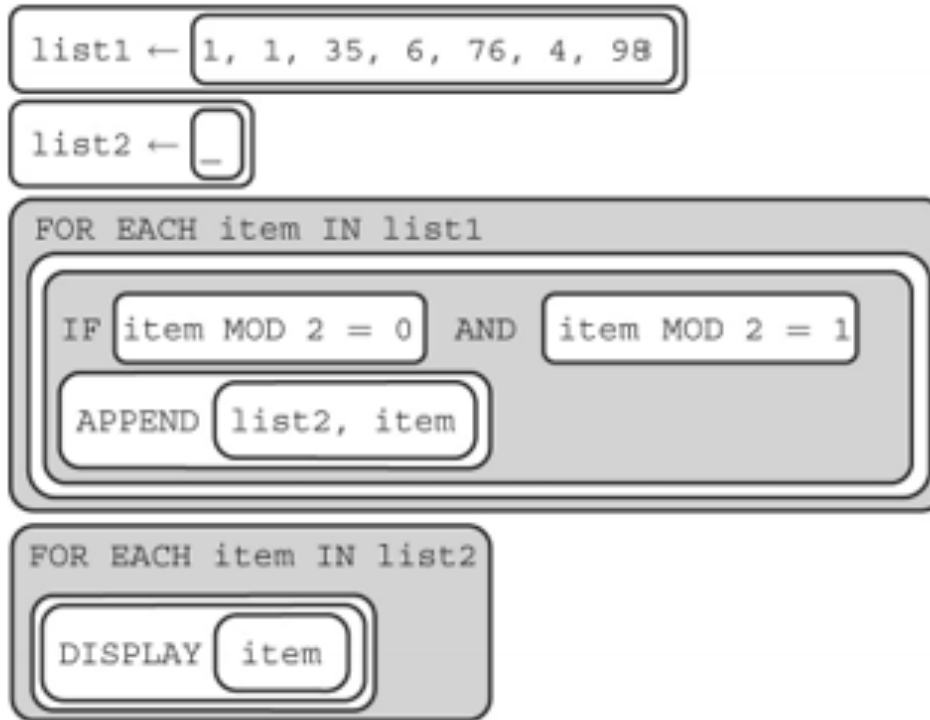 list1 ← 1, 1, 35, 6, 76, 4, 98
list2 ← _
FOR EACH item IN list1
IF item MOD 2 = 0 AND item MOD 2 = 1
APPEND list2, item
FOR EACH item IN list2
DISPLAY item